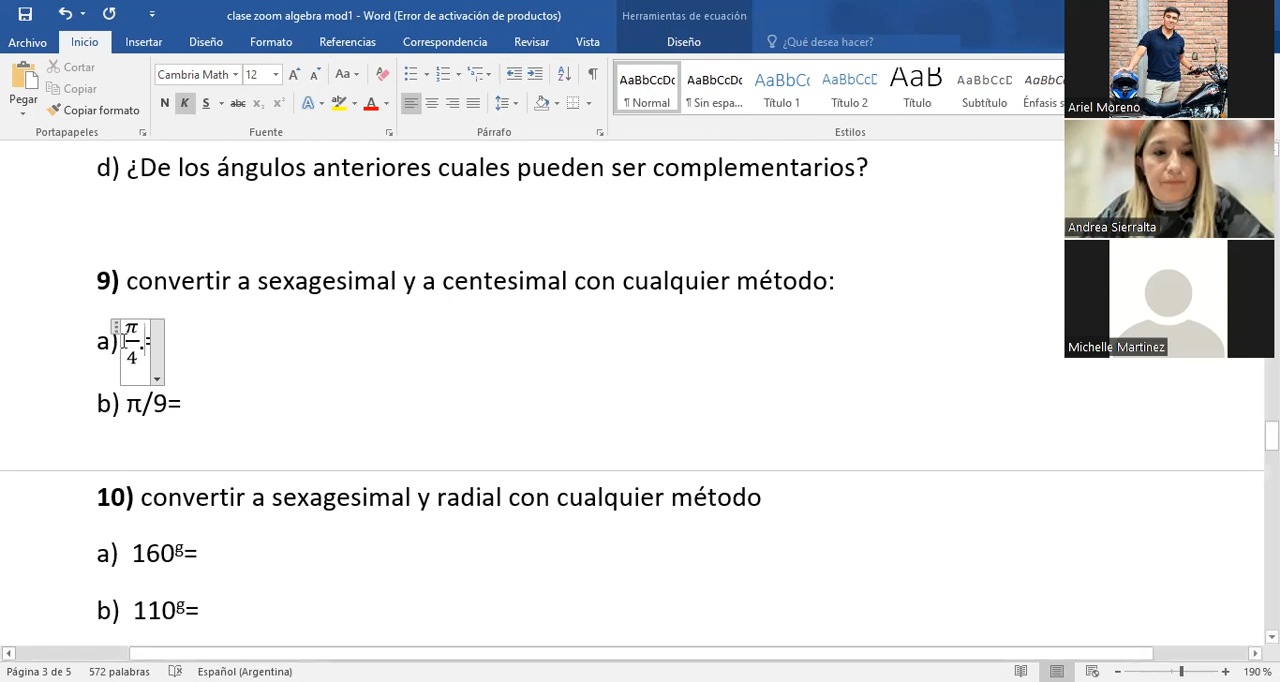 clase zoom algebra mod1 - Word (Error de activación de productos)
Herramientas de ecuación
Archivo Inicio Insertar Diseño Formato Referencias Correspondencia Revisar Vista Diseño ¿Qué desea hacer?
Pegar
Cortar
Copiar
Copiar formato
Cambria Math 12 Aa
N K S abc x₂ x² A A
AaBbCcDc AaBbCcDc AaBbCc AaBbCcD AaB AaBbCcD AaBbCc
¶ Normal ¶ Sin espa... Título 1 Título 2 Título Subtítulo Énfasis s
Portapapeles Fuente Párrafo Estilos
Ariel Moreno
Andrea Sierralta
Michelle Martinez
d) ¿De los ángulos anteriores cuales pueden ser complementarios?
9) convertir a sexagesimal y a centesimal con cualquier método:
a) π/4 .=
b) π/9=
10) convertir a sexagesimal y radial con cualquier método
a) 160ᵍ=
b) 110ᵍ=
Página 3 de 5 572 palabras Español (Argentina) 190 %